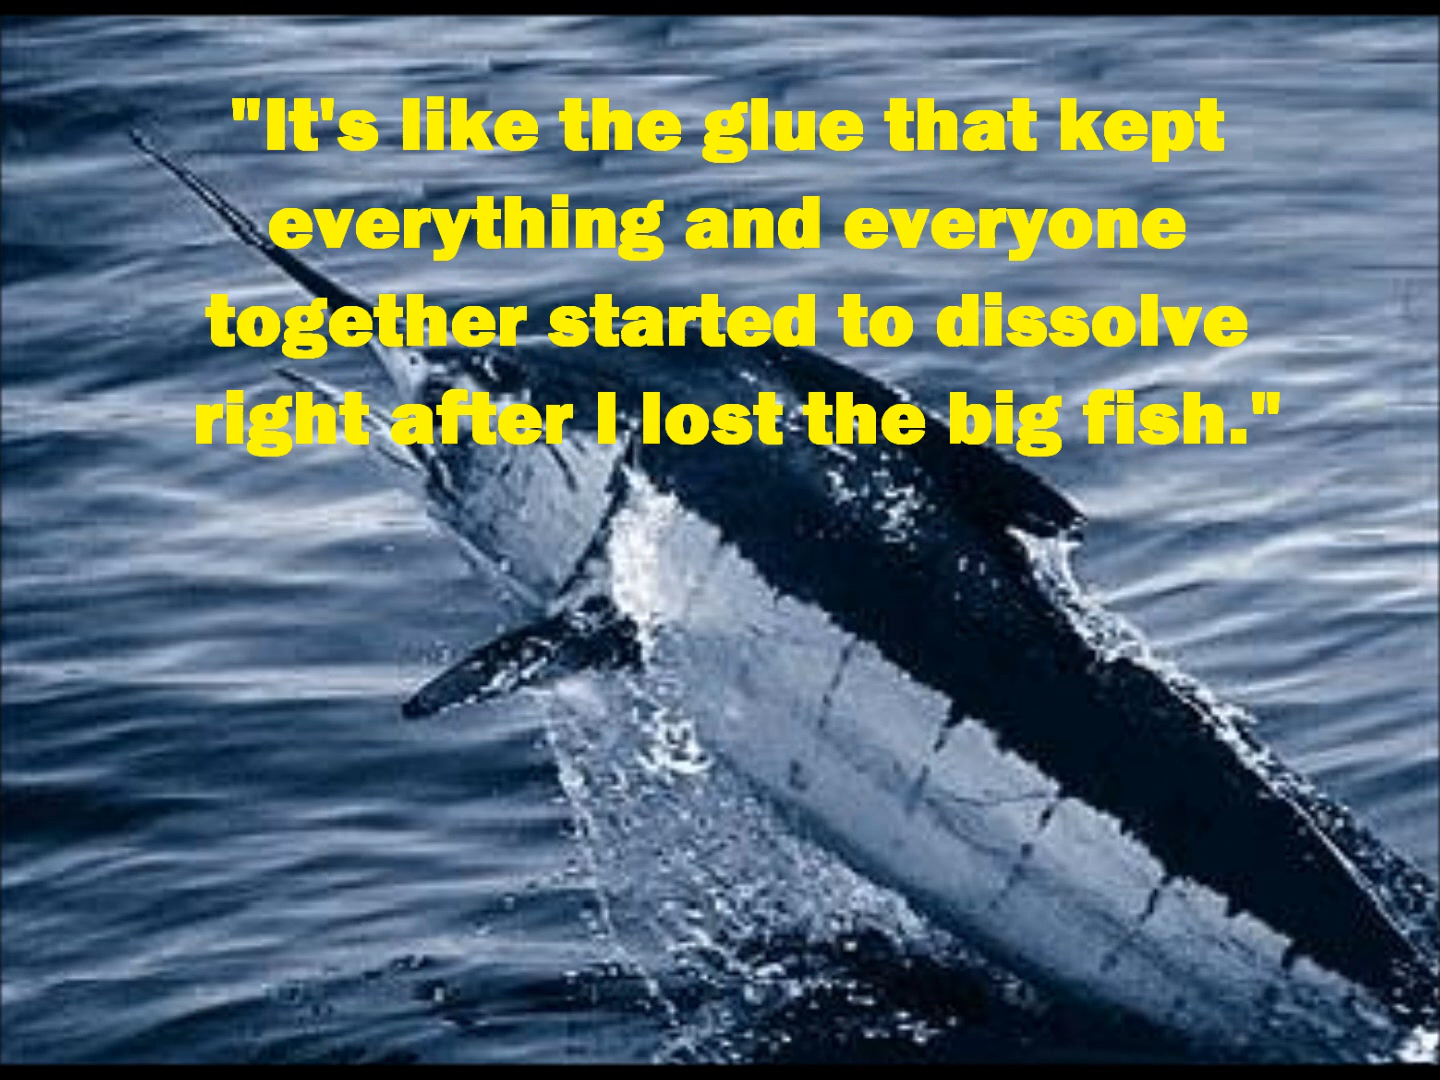 "It's like the glue that kept
everything and everyone
together started to dissolve
right after I lost the big fish."